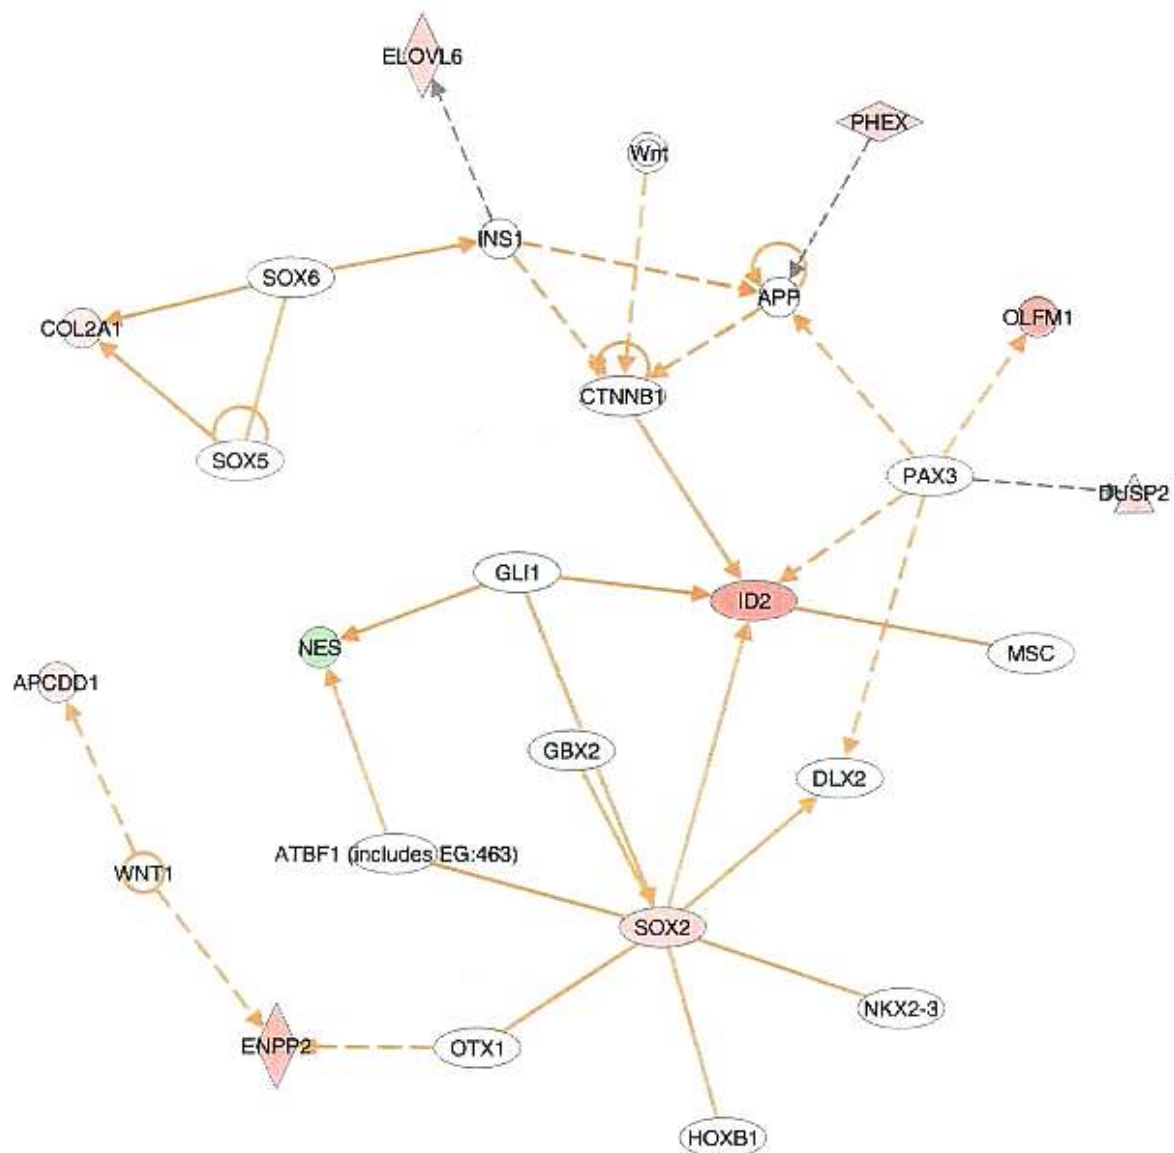 ELOVL6
PHEX
Wnt
INS1
SOX6
APP
COL2A1
OLFM1
CTNNB1
SOX5
PAX3
DUSP2
GLI1
ID2
NES
MSC
APCDD1
GBX2
DLX2
ATBF1 (includes EG:463)
WNT1
SOX2
NKX2-3
ENPP2
OTX1
HOXB1